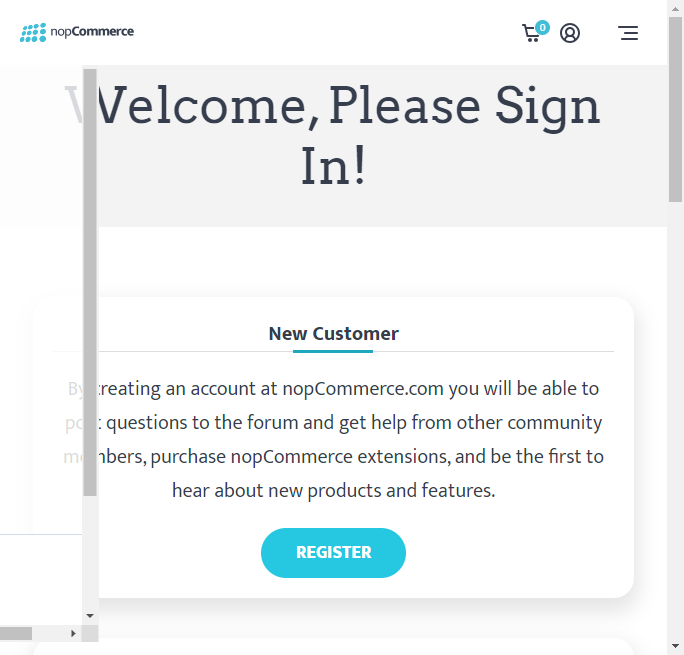 nopCommerce
0
Welcome, Please Sign
In!
New Customer
By creating an account at nopCommerce.com you will be able to
post questions to the forum and get help from other community
members, purchase nopCommerce extensions, and be the first to
hear about new products and features.
REGISTER